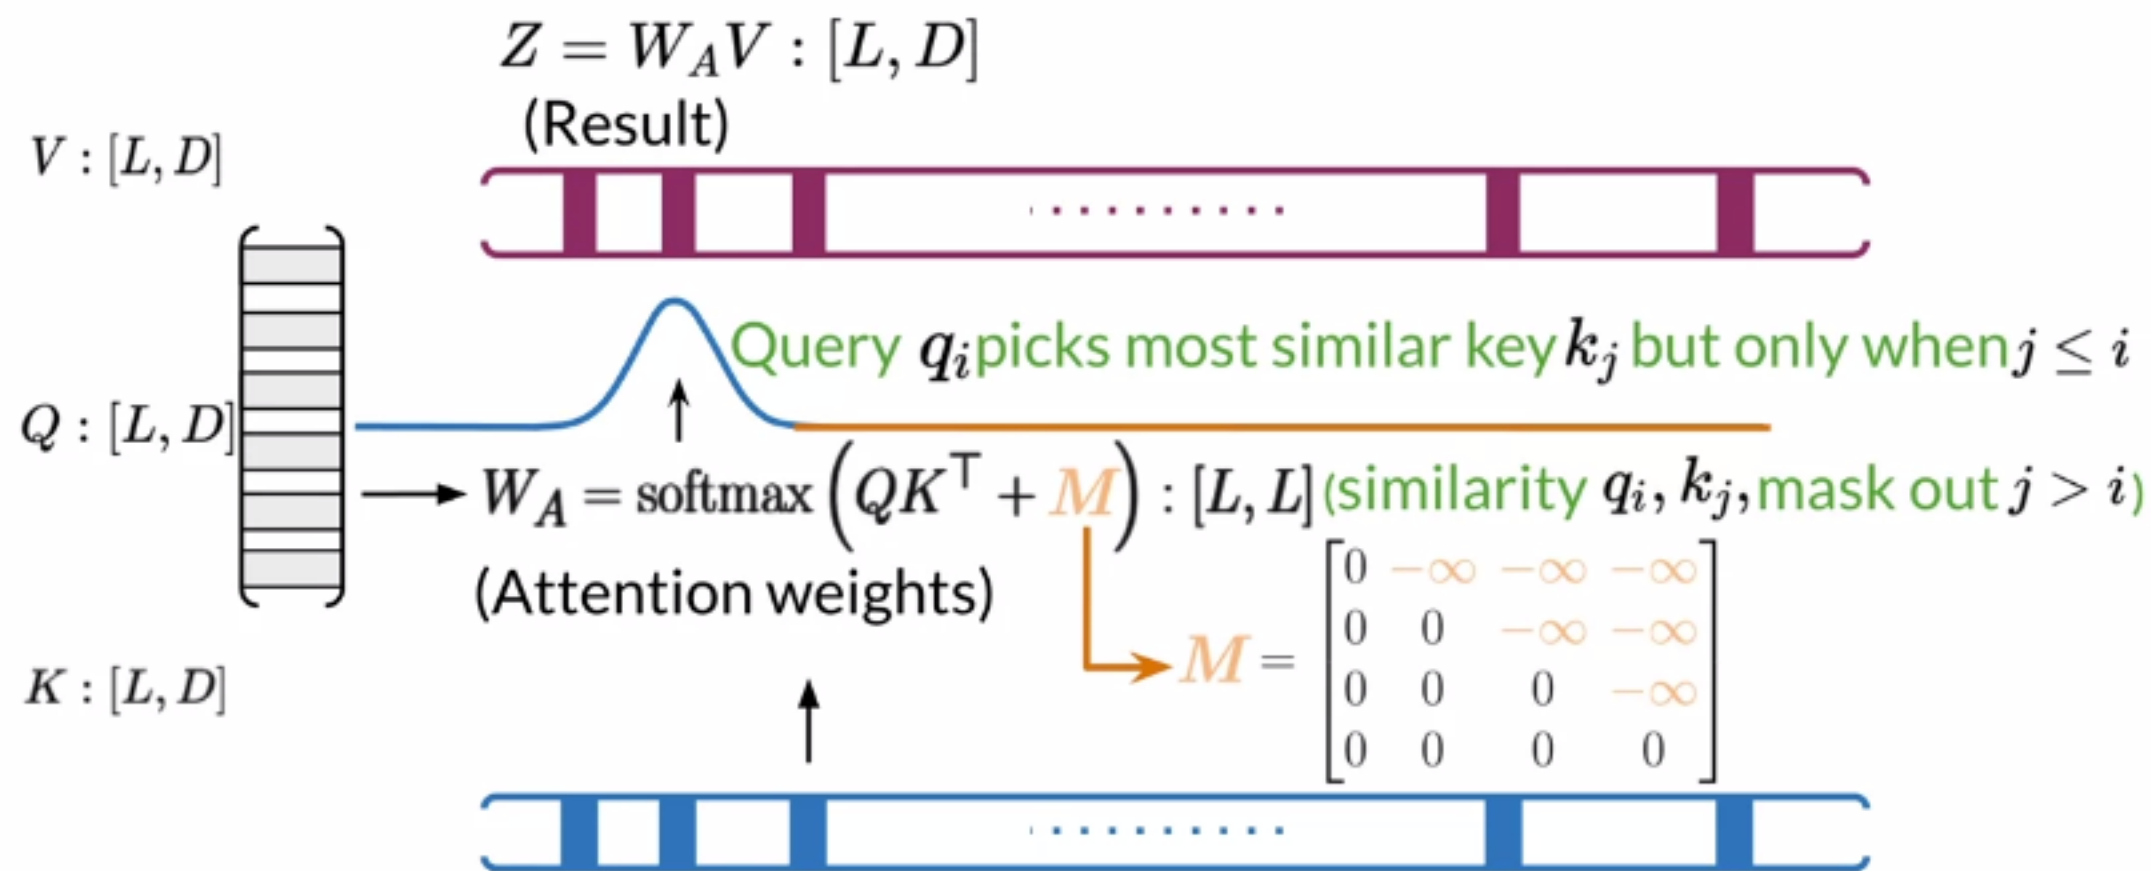 Z = W_A V : [L, D]
(Result)
V : [L, D]
Query q_i picks most similar key k_j but only when j ≤ i
Q : [L, D]
W_A = softmax (QK^⊤ + M) : [L, L] (similarity q_i, k_j, mask out j > i)
(Attention weights)
K : [L, D]
M =
0 −∞ −∞ −∞
0 0 −∞ −∞
0 0 0 −∞
0 0 0 0